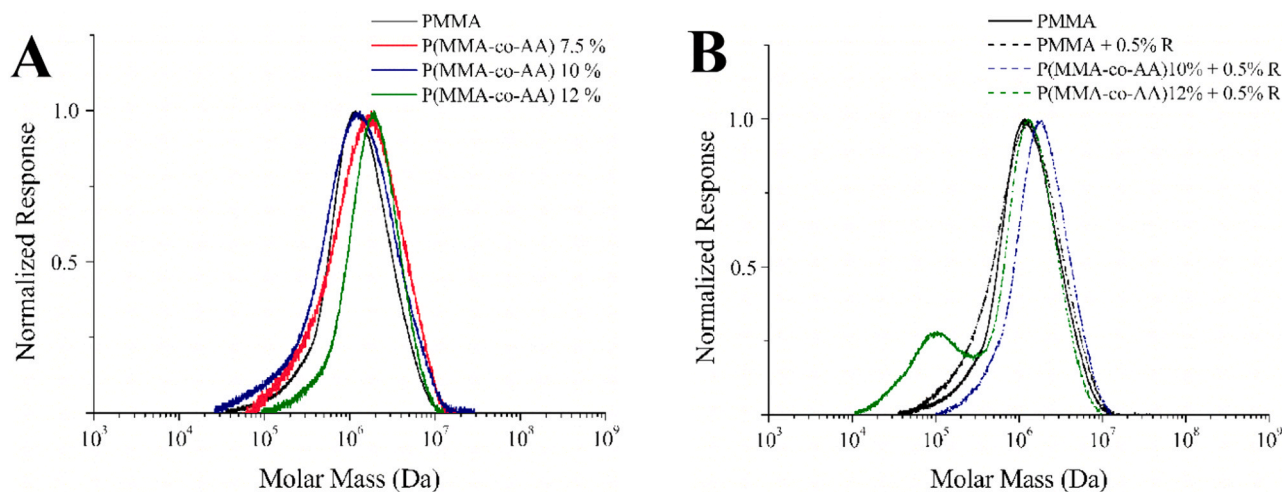 A
PMMA
P(MMA-co-AA) 7.5 %
P(MMA-co-AA) 10 %
P(MMA-co-AA) 12 %
1.0
0.5
Normalized Response
10³ 10⁴ 10⁵ 10⁶ 10⁷ 10⁸ 10⁹
Molar Mass (Da)
B
PMMA
PMMA + 0.5% R
P(MMA-co-AA)10% + 0.5% R
P(MMA-co-AA)12% + 0.5% R
1.0
0.5
Normalized Response
10³ 10⁴ 10⁵ 10⁶ 10⁷ 10⁸ 10⁹
Molar Mass (Da)